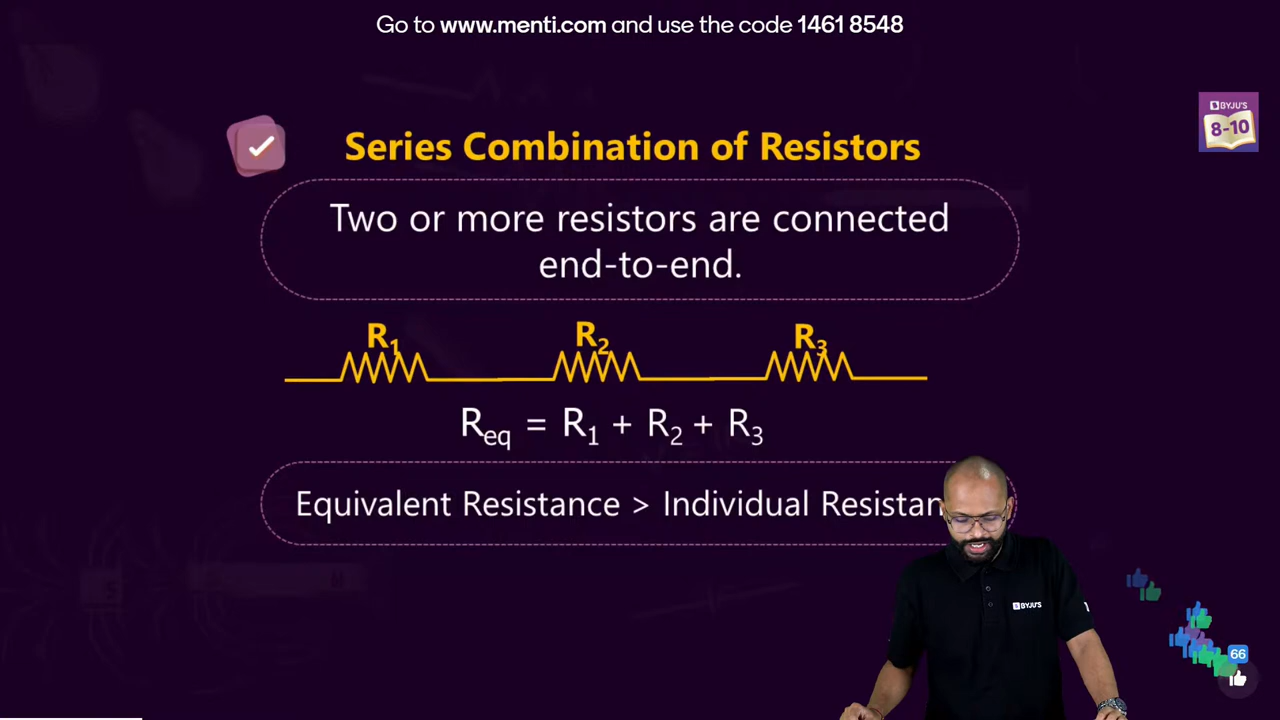 Go to www.menti.com and use the code 1461 8548
BYJU'S
8-10
Series Combination of Resistors
Two or more resistors are connected
end-to-end.
R1 R2 R3
Req = R1 + R2 + R3
Equivalent Resistance > Individual Resistan
BYJU'S
66